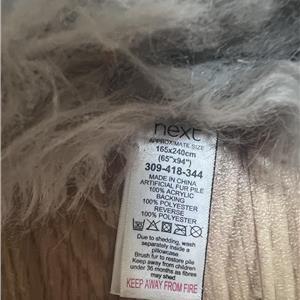 next
APPROXIMATE SIZE
165x240cm
(65"x94")
309-418-344
MADE IN CHINA
ARTIFICIAL FUR PILE
BACKING
100% POLYESTER
REVERSE
100% POLYESTER
Due to shedding, wash
separately inside a
pillowcase
Brush fur to restore pile
Keep away from children
under 36 months as fibres
may shed
KEEP AWAY FROM FIRE